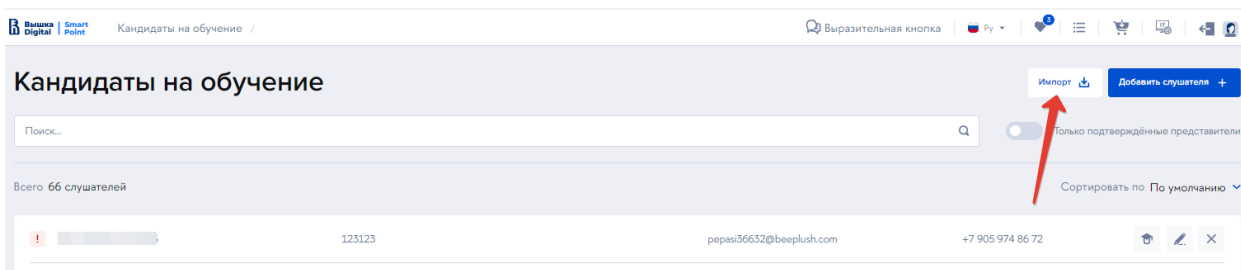 Вышка Digital | Smart Point
Кандидаты на обучение /
Выразительная кнопка
Ру
3
IT
Кандидаты на обучение
Импорт
Добавить слушателя +
Поиск...
Только подтверждённые представители
Всего 66 слушателей
Сортировать по По умолчанию
! 123123 pepasi36632@beeplush.com +7 905 974 86 72